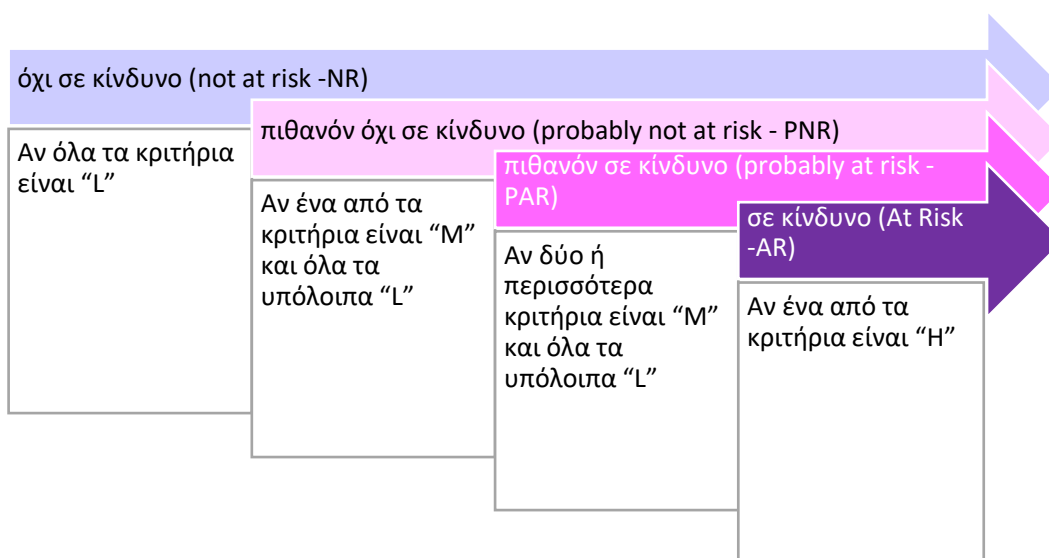 όχι σε κίνδυνο (not at risk -NR)
Αν όλα τα κριτήρια
είναι “L”
πιθανόν όχι σε κίνδυνο (probably not at risk - PNR)
Αν ένα από τα
κριτήρια είναι “M”
και όλα τα
υπόλοιπα “L”
πιθανόν σε κίνδυνο (probably at risk -
PAR)
Αν δύο ή
περισσότερα
κριτήρια είναι “M”
και όλα τα
υπόλοιπα “L”
σε κίνδυνο (At Risk
-AR)
Αν ένα από τα
κριτήρια είναι “H”